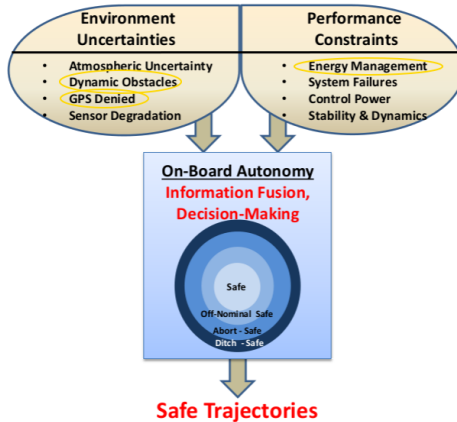 Environment
Uncertainties
• Atmospheric Uncertainty
• Dynamic Obstacles
• GPS Denied
• Sensor Degradation
Performance
Constraints
• Energy Management
• System Failures
• Control Power
• Stability & Dynamics
On-Board Autonomy
Information Fusion,
Decision-Making
Safe
Off-Nominal Safe
Abort - Safe
Ditch - Safe
Safe Trajectories